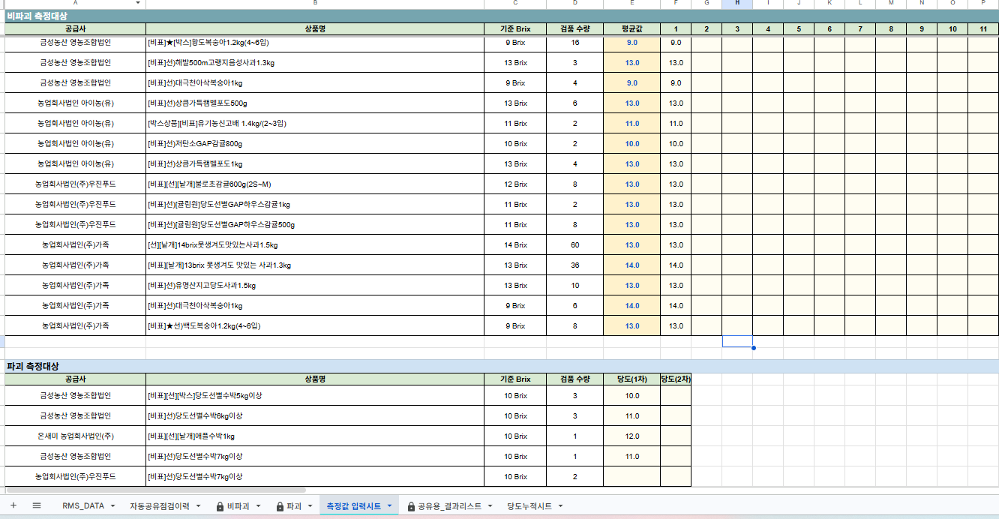 A B C D E F G H I J K L M N O P
비파괴 측정대상
공급사 상품명 기준 Brix 검품 수량 평균값 1 2 3 4 5 6 7 8 9 10 11
금성농산 영농조합법인 [비표]★[박스]황도복숭아1.2kg(4~6입) 9 Brix 16 9.0 9.0
금성농산 영농조합법인 [비표]선)해발500m고랭지음성사과1.3kg 13 Brix 3 13.0 13.0
금성농산 영농조합법인 [비표]선)대극천아삭복숭아1kg 9 Brix 4 9.0 9.0
농업회사법인 아이농(유) [비표]선)상큼가득캠벨포도500g 13 Brix 6 13.0 13.0
농업회사법인 아이농(유) [박스상품][비표]유기농신고배 1.4kg/(2~3입) 11 Brix 2 11.0 11.0
농업회사법인 아이농(유) [비표]선)저탄소GAP감귤800g 10 Brix 2 10.0 10.0
농업회사법인 아이농(유) [비표]선)상큼가득캠벨포도1kg 13 Brix 4 13.0 13.0
농업회사법인(주)우진푸드 [비표][선][낱개]불로초감귤600g(2S~M) 12 Brix 8 13.0 13.0
농업회사법인(주)우진푸드 [비표]선)[귤림원]당도선별GAP하우스감귤1kg 11 Brix 2 13.0 13.0
농업회사법인(주)우진푸드 [비표]선)[귤림원]당도선별GAP하우스감귤500g 11 Brix 8 13.0 13.0
농업회사법인(주)가족 [선][낱개]14brix못생겨도맛있는사과1.5kg 14 Brix 60 13.0 13.0
농업회사법인(주)가족 [비표][낱개]13brix 못생겨도 맛있는 사과1.3kg 13 Brix 36 14.0 14.0
농업회사법인(주)가족 [비표]선)유명산지고당도사과1.5kg 13 Brix 10 13.0 13.0
농업회사법인(주)가족 [비표]선)대극천아삭복숭아1kg 9 Brix 6 14.0 14.0
농업회사법인(주)가족 [비표]★선)백도복숭아1.2kg(4~6입) 9 Brix 8 13.0 13.0
파괴 측정대상
공급사 상품명 기준 Brix 검품 수량 당도(1차) 당도(2차)
금성농산 영농조합법인 [비표][선][박스]당도선별수박5kg이상 10 Brix 3 10.0
금성농산 영농조합법인 [비표]선)당도선별수박6kg이상 10 Brix 3 11.0
온새미 농업회사법인(주) [비표][선][낱개]애플수박1kg 10 Brix 1 12.0
금성농산 영농조합법인 [비표]선)당도선별수박7kg이상 10 Brix 1 11.0
농업회사법인(주)우진푸드 [비표]선)당도선별수박7kg이상 10 Brix 2
RMS_DATA 자동공유점검이력 비파괴 파괴 측정값 입력시트 공유용_결과리스트 당도누적시트